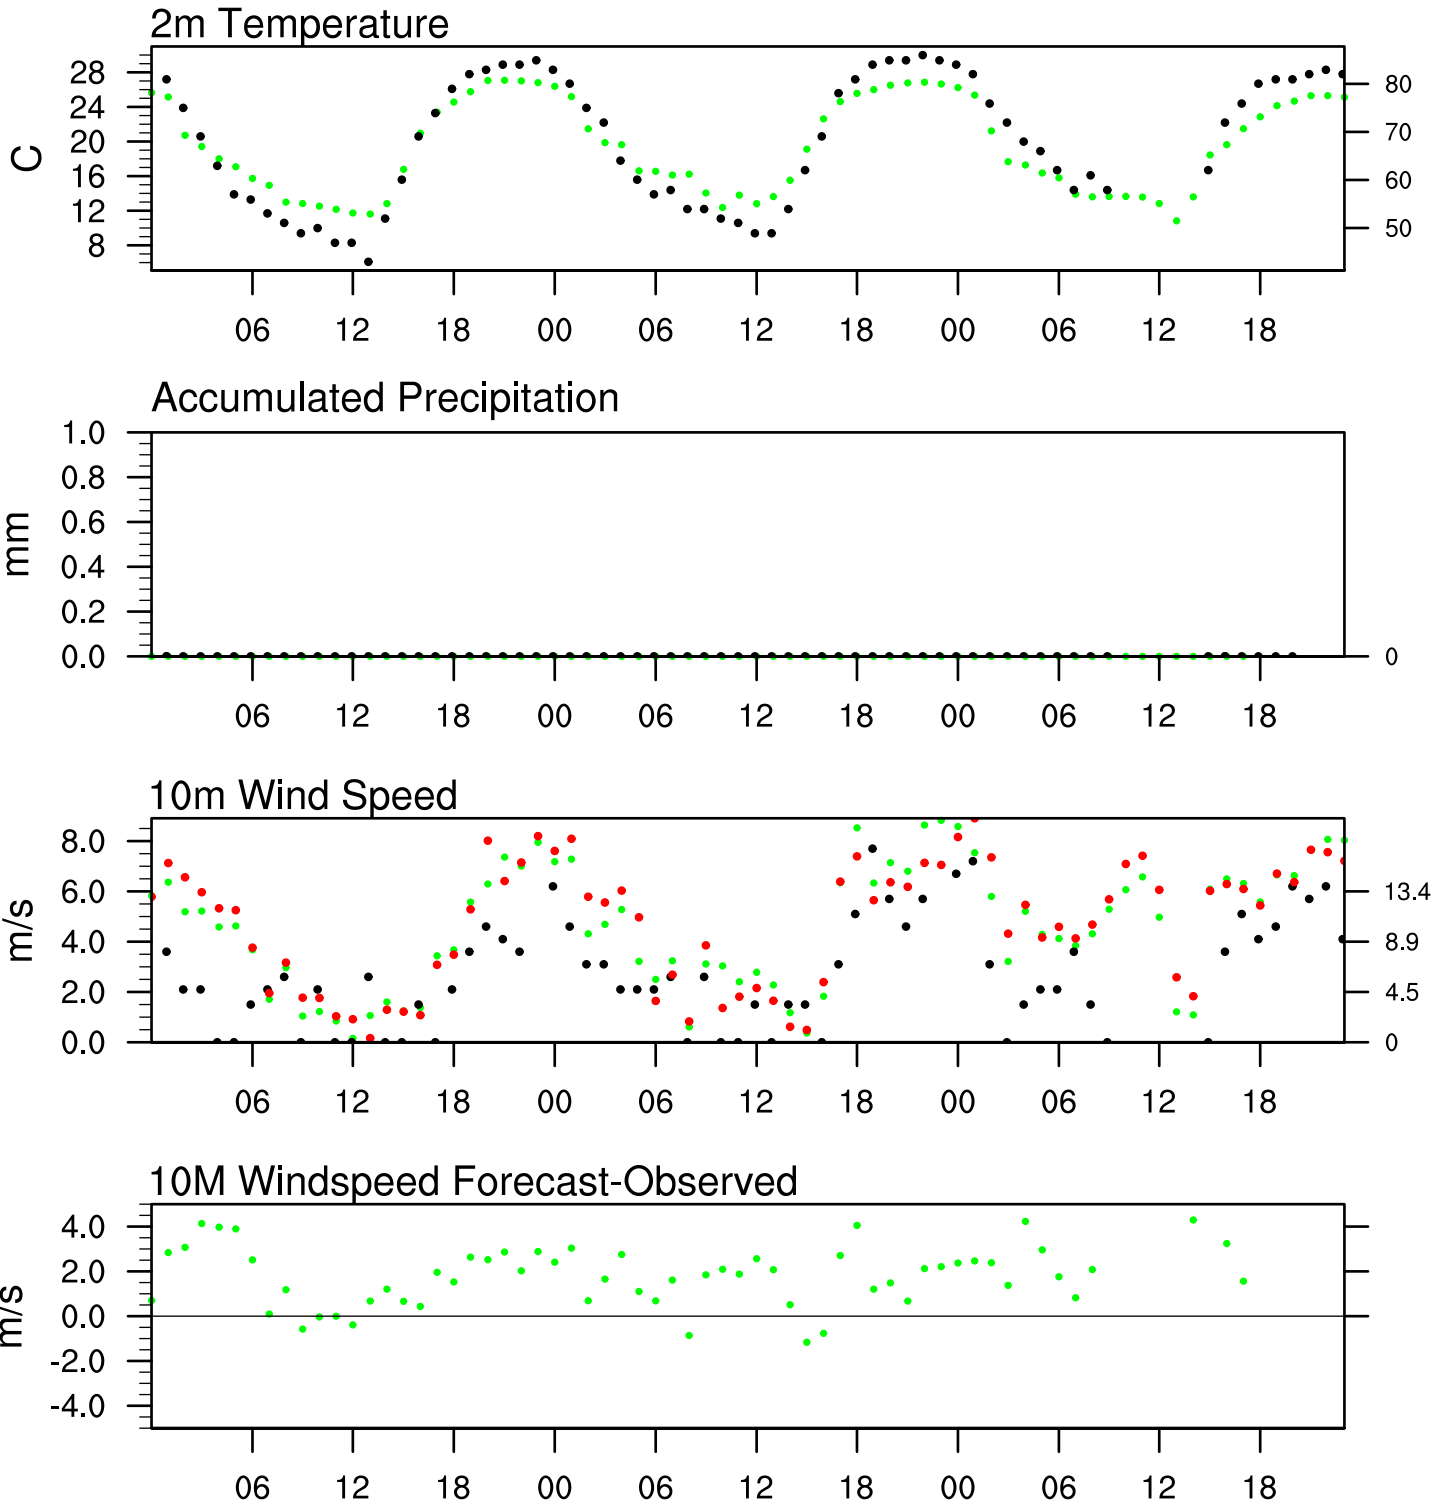 2m Temperature
28
24
20
16
12
8
C
80
70
60
50
06 12 18 00 06 12 18 00 06 12 18
Accumulated Precipitation
1.0
0.8
0.6
0.4
0.2
0.0
mm
0
06 12 18 00 06 12 18 00 06 12 18
10m Wind Speed
8.0
6.0
4.0
2.0
0.0
m/s
13.4
8.9
4.5
0
06 12 18 00 06 12 18 00 06 12 18
10M Windspeed Forecast-Observed
4.0
2.0
0.0
-2.0
-4.0
m/s
06 12 18 00 06 12 18 00 06 12 18